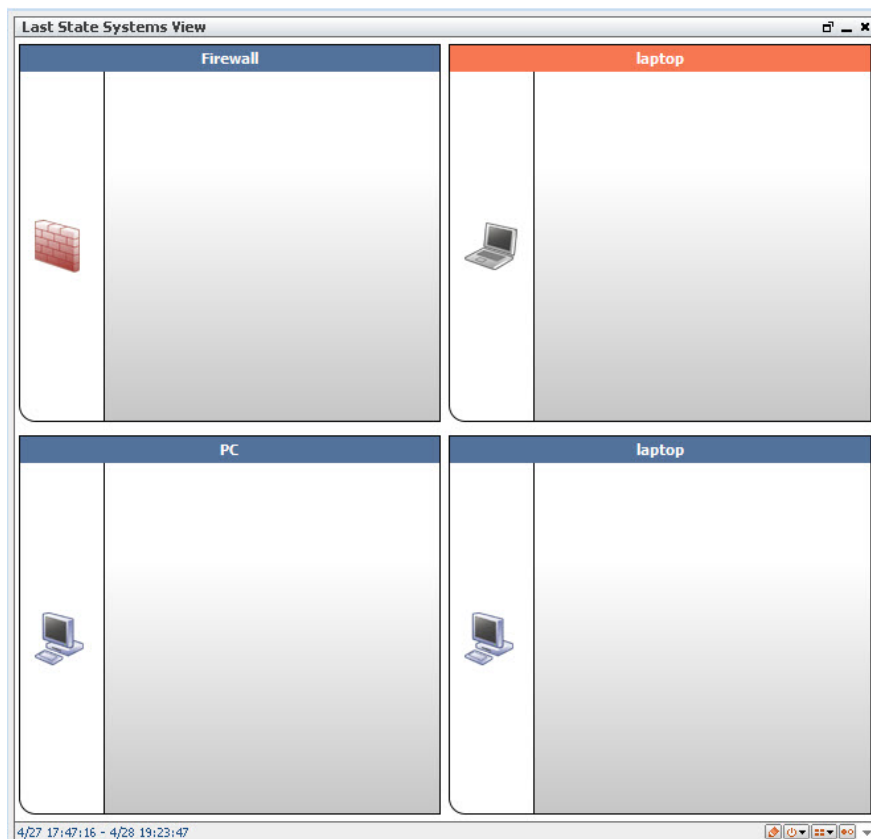 Last State Systems View
Firewall
laptop
PC
laptop
4/27 17:47:16 - 4/28 19:23:47